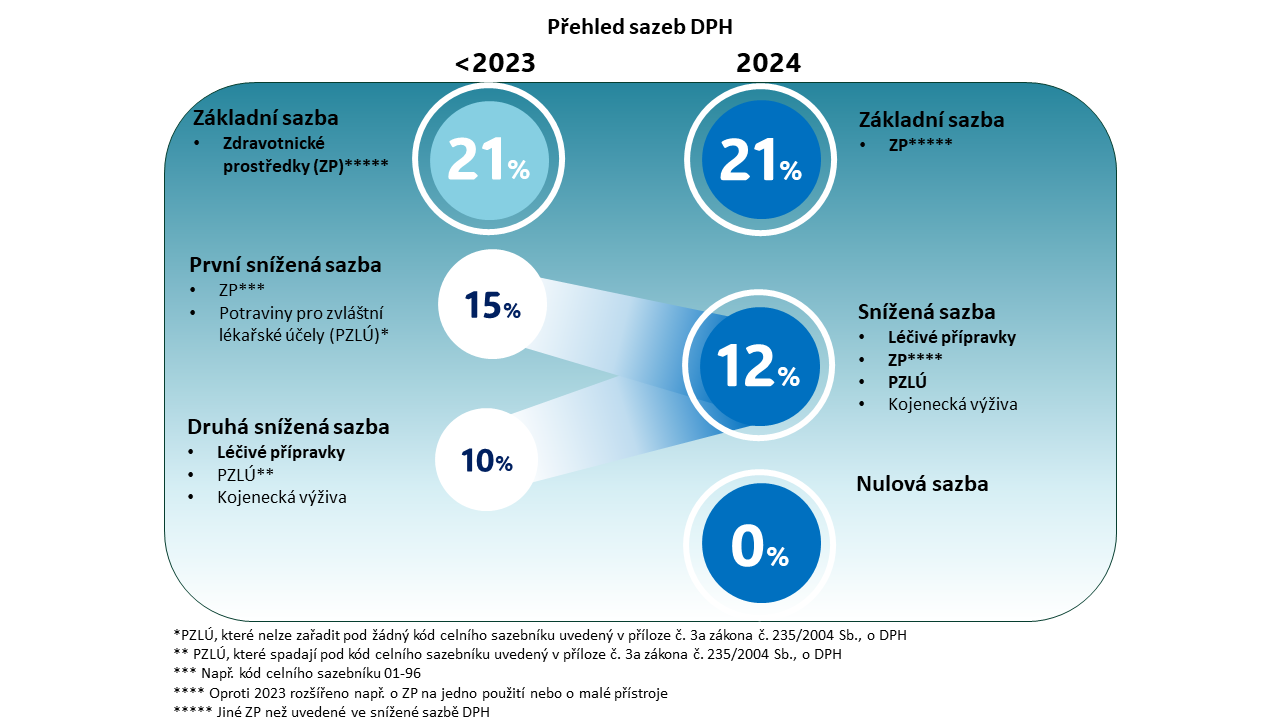 Přehled sazeb DPH
<2023
2024
Základní sazba
• Zdravotnické
prostředky (ZP)*****
21%
21%
Základní sazba
• ZP*****
První snížená sazba
• ZP***
• Potraviny pro zvláštní
lékařské účely (PZLÚ)*
15%
12%
Snížená sazba
• Léčivé přípravky
• ZP****
• PZLÚ
• Kojenecká výživa
Druhá snížená sazba
• Léčivé přípravky
• PZLÚ**
• Kojenecká výživa
10%
0%
Nulová sazba
*PZLÚ, které nelze zařadit pod žádný kód celního sazebníku uvedený v příloze č. 3a zákona č. 235/2004 Sb., o DPH
** PZLÚ, které spadají pod kód celního sazebníku uvedený v příloze č. 3a zákona č. 235/2004 Sb., o DPH
*** Např. kód celního sazebníku 01-96
**** Oproti 2023 rozšířeno např. o ZP na jedno použití nebo o malé přístroje
***** Jiné ZP než uvedené ve snížené sazbě DPH